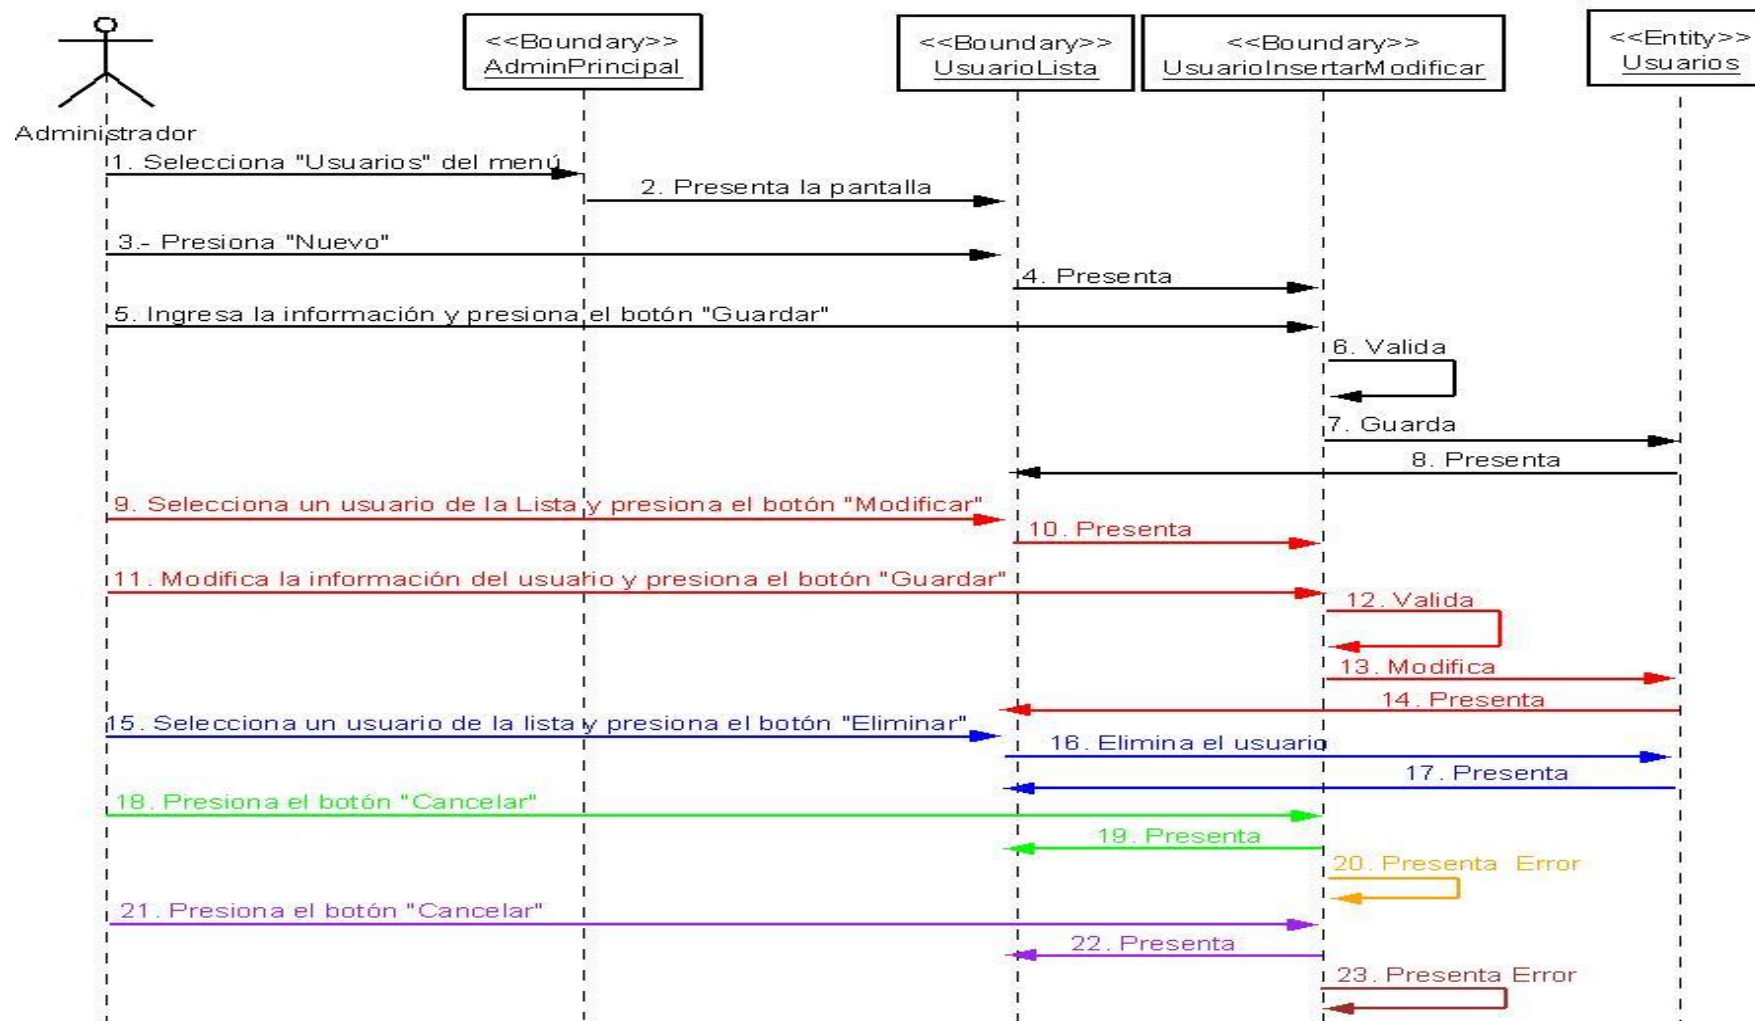 <<Boundary>>
AdminPrincipal
<<Boundary>>
UsuarioLista
<<Boundary>>
UsuarioInsertarModificar
<<Entity>>
Usuarios
Administrador
1. Selecciona "Usuarios" del menú
2. Presenta la pantalla
3.- Presiona "Nuevo"
4. Presenta
5. Ingresa la información y presiona el botón "Guardar"
6. Valida
7. Guarda
8. Presenta
9. Selecciona un usuario de la Lista y presiona el botón "Modificar"
10. Presenta
11. Modifica la información del usuario y presiona el botón "Guardar"
12. Valida
13. Modifica
14. Presenta
15. Selecciona un usuario de la lista y presiona el botón "Eliminar"
16. Elimina el usuario
17. Presenta
18. Presiona el botón "Cancelar"
19. Presenta
20. Presenta Error
21. Presiona el botón "Cancelar"
22. Presenta
23. Presenta Error